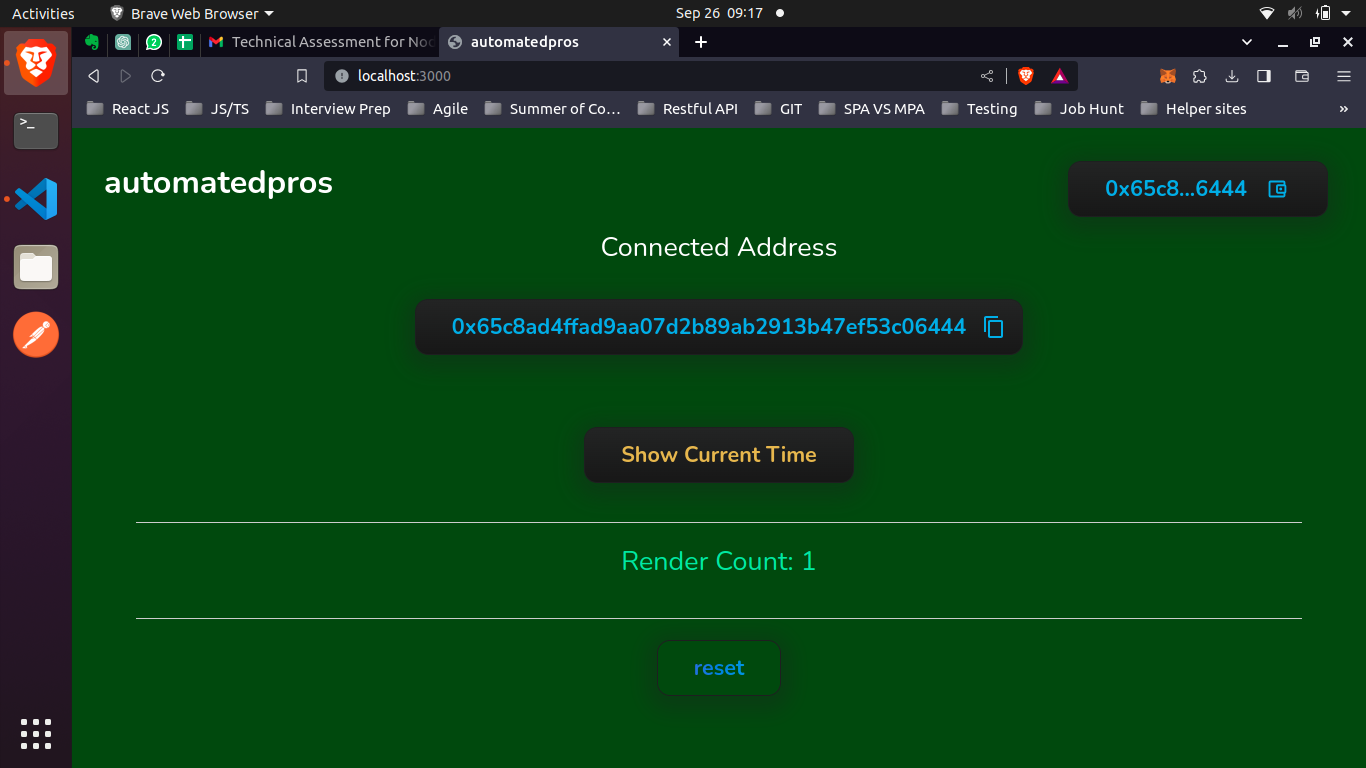 Activities Brave Web Browser Sep 26 09:17
2 Technical Assessment for Noc automatedpros
localhost:3000
React JS JS/TS Interview Prep Agile Summer of Co… Restful API GIT SPA VS MPA Testing Job Hunt Helper sites »
automatedpros
0x65c8...6444
Connected Address
0x65c8ad4ffad9aa07d2b89ab2913b47ef53c06444
Show Current Time
Render Count: 1
reset